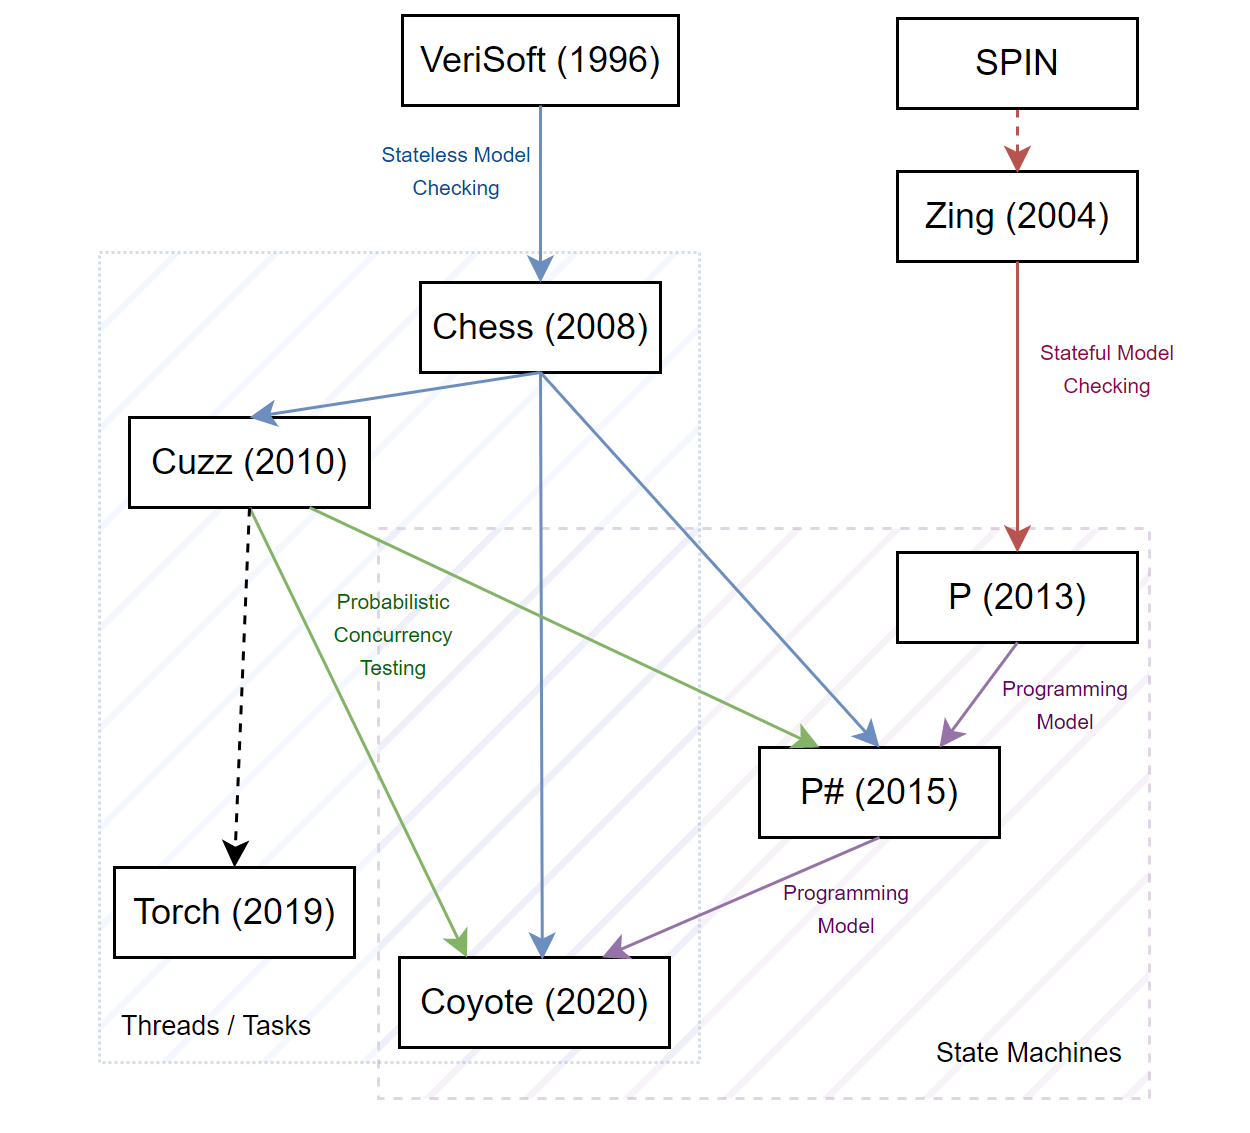 VeriSoft (1996)
SPIN
Stateless Model
Checking
Zing (2004)
Chess (2008)
Stateful Model
Checking
Cuzz (2010)
Probabilistic
Concurrency
Testing
P (2013)
Programming
Model
P# (2015)
Programming
Model
Torch (2019)
Coyote (2020)
Threads / Tasks
State Machines